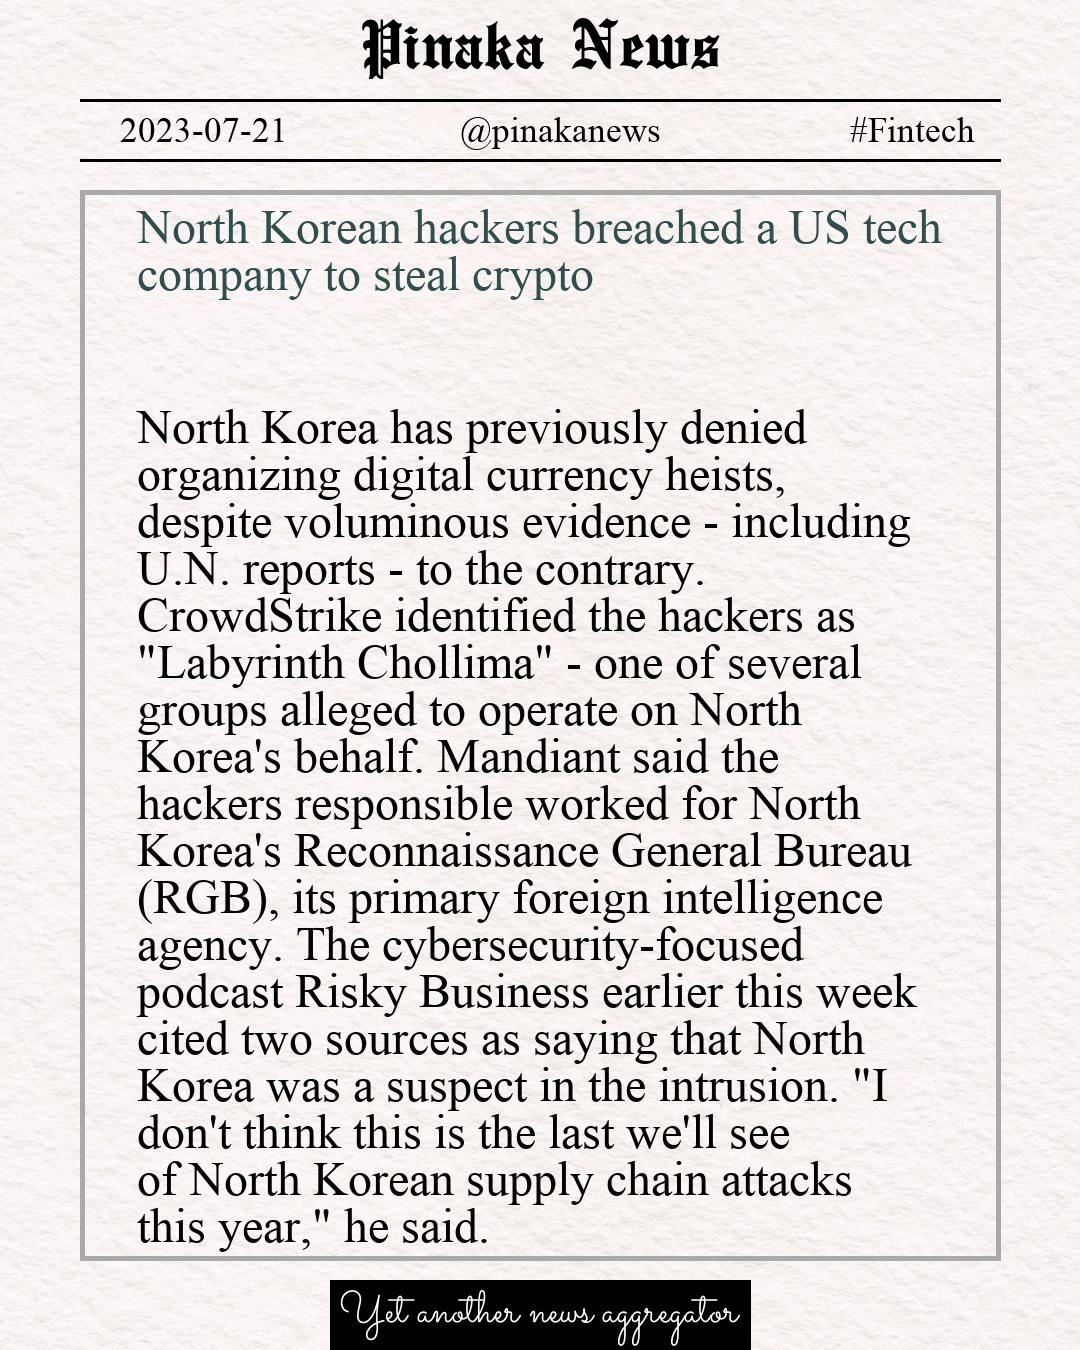 Pinaka News
2023-07-21 @pinakanews #Fintech
North Korean hackers breached a US tech
company to steal crypto
North Korea has previously denied
organizing digital currency heists,
despite voluminous evidence - including
U.N. reports - to the contrary.
CrowdStrike identified the hackers as
"Labyrinth Chollima" - one of several
groups alleged to operate on North
Korea's behalf. Mandiant said the
hackers responsible worked for North
Korea's Reconnaissance General Bureau
(RGB), its primary foreign intelligence
agency. The cybersecurity-focused
podcast Risky Business earlier this week
cited two sources as saying that North
Korea was a suspect in the intrusion. "I
don't think this is the last we'll see
of North Korean supply chain attacks
this year," he said.
Yet another news aggregator